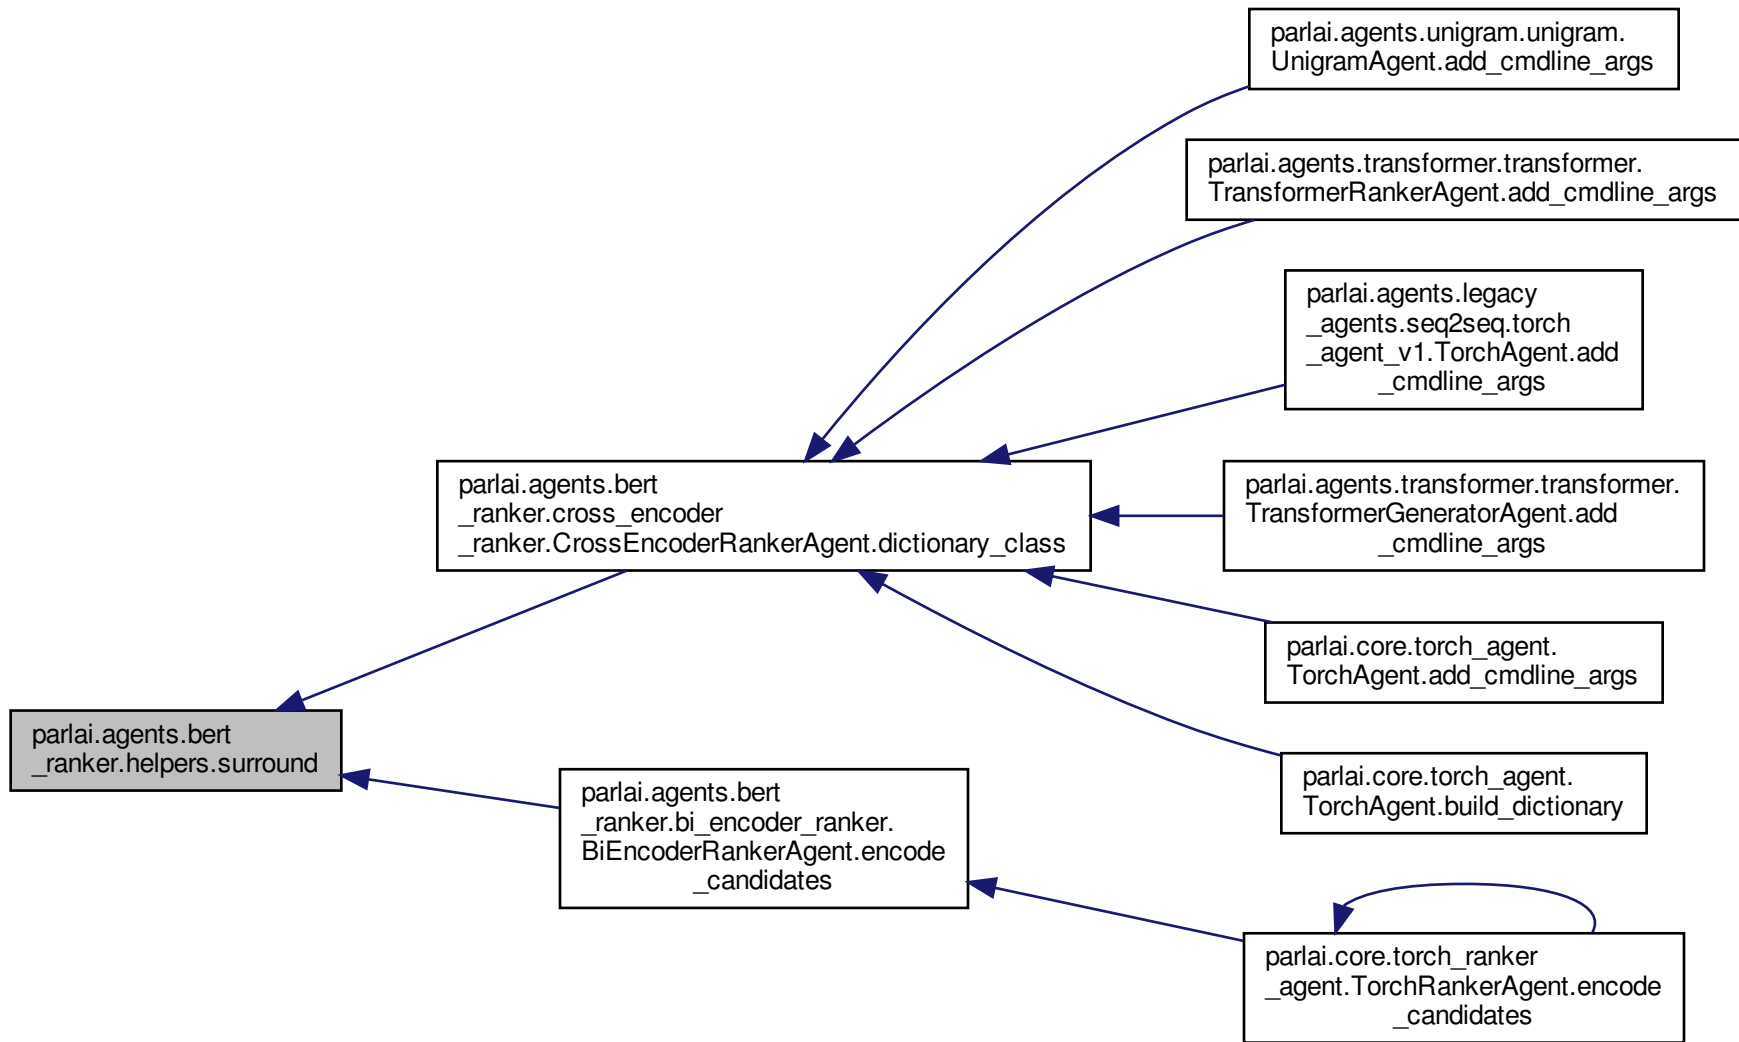 parlai.agents.unigram.unigram.
UnigramAgent.add_cmdline_args
parlai.agents.transformer.transformer.
TransformerRankerAgent.add_cmdline_args
parlai.agents.legacy
_agents.seq2seq.torch
_agent_v1.TorchAgent.add
_cmdline_args
parlai.agents.bert
_ranker.cross_encoder
_ranker.CrossEncoderRankerAgent.dictionary_class
parlai.agents.transformer.transformer.
TransformerGeneratorAgent.add
_cmdline_args
parlai.core.torch_agent.
TorchAgent.add_cmdline_args
parlai.agents.bert
_ranker.helpers.surround
parlai.core.torch_agent.
TorchAgent.build_dictionary
parlai.agents.bert
_ranker.bi_encoder_ranker.
BiEncoderRankerAgent.encode
_candidates
parlai.core.torch_ranker
_agent.TorchRankerAgent.encode
_candidates